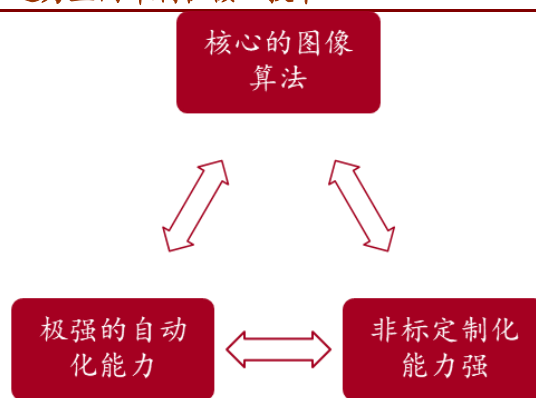 核心的图像
算法
极强的自动
化能力
非标定制化
能力强